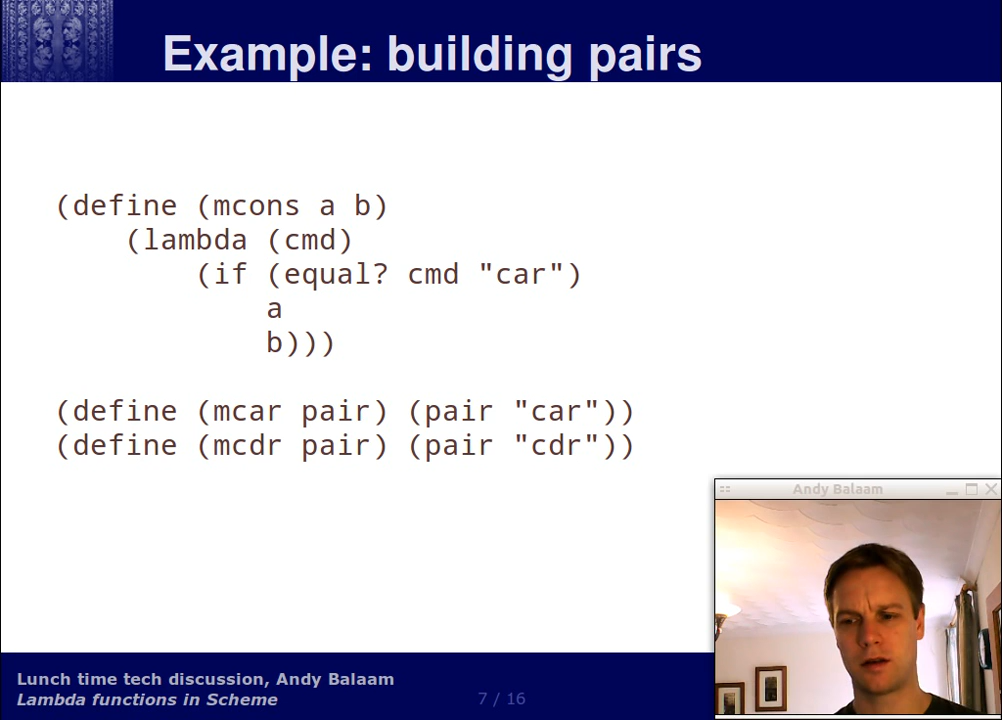 Example: building pairs
(define (mcons a b)
(lambda (cmd)
(if (equal? cmd "car")
a
b)))
(define (mcar pair) (pair "car"))
(define (mcdr pair) (pair "cdr"))
Andy Balaam
Lunch time tech discussion, Andy Balaam
Lambda functions in Scheme
7 / 16